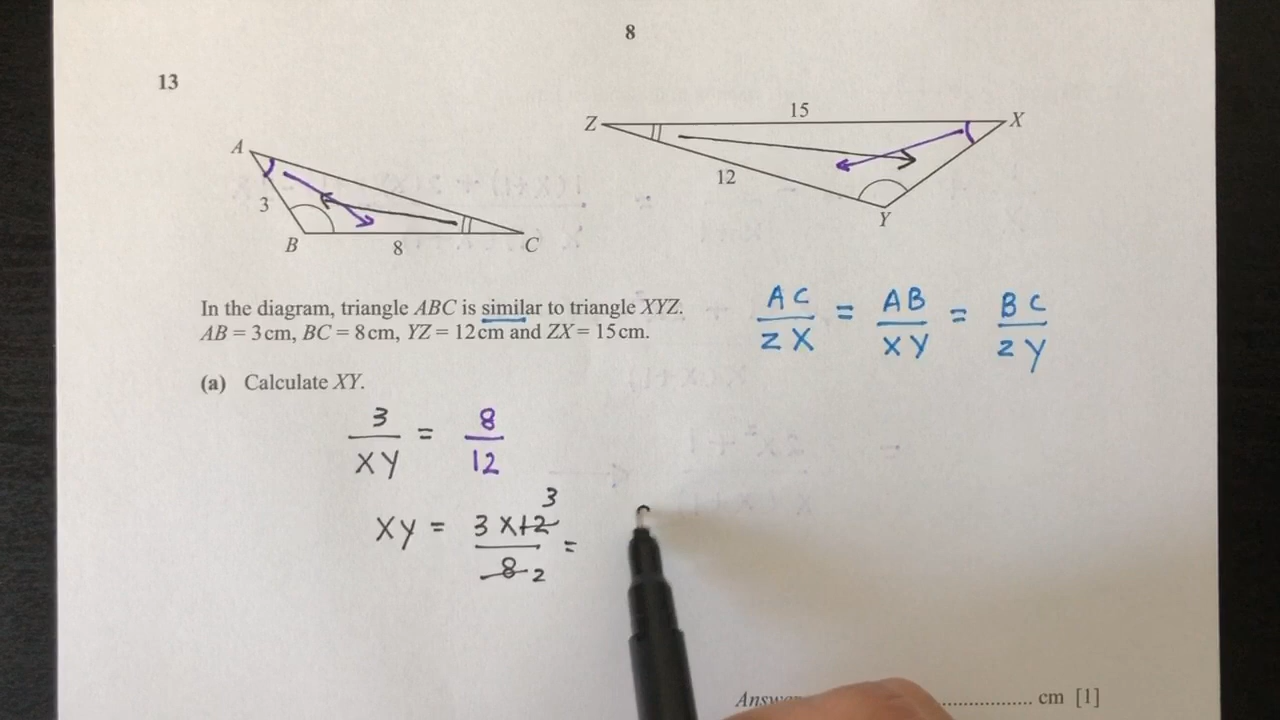 8
13
A
3
B
8
C
Z
15
X
12
Y
In the diagram, triangle ABC is similar to triangle XYZ.
AB = 3 cm, BC = 8 cm, YZ = 12 cm and ZX = 15 cm.
AC/ZX = AB/XY = BC/ZY
(a) Calculate XY.
3/XY = 8/12
3
XY = 3 x 12 / 8 =
2
cm [1]